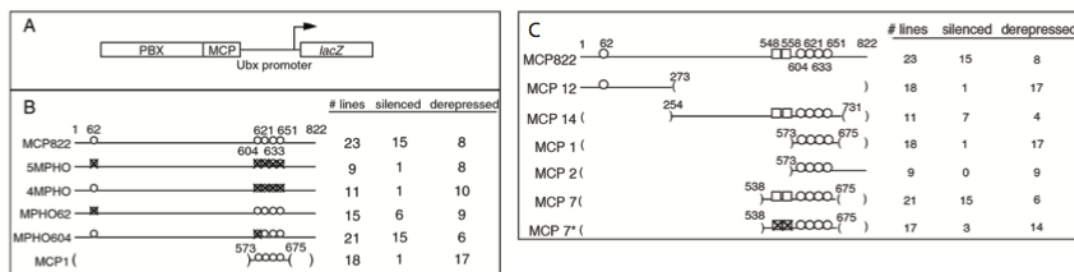 A
PBX MCP lacZ
Ubx promoter
B
# lines silenced derepressed
1 62 621 651 822
MCP822 23 15 8
604 633
5MPHO 9 1 8
4MPHO 11 1 10
MPHO62 15 6 9
MPHO604 21 15 6
573 675
MCP1 ( ) ( ) 18 1 17
C
# lines silenced derepressed
1 62 548 558 621 651 822
MCP822 23 15 8
604 633
273
MCP 12 ( ) 18 1 17
254 731
MCP 14 ( ) ( ) 11 7 4
573 675
MCP 1 ( ) ( ) 18 1 17
573
MCP 2 ( ) 9 0 9
538 675
MCP 7 ( ) ( ) 21 15 6
538 675
MCP 7* ( ) ( ) 17 3 14